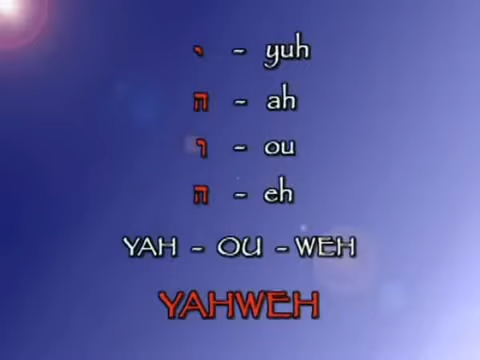 י - yuh
ה - ah
ו - ou
ה - eh
YAH - OU - WEH
YAHWEH